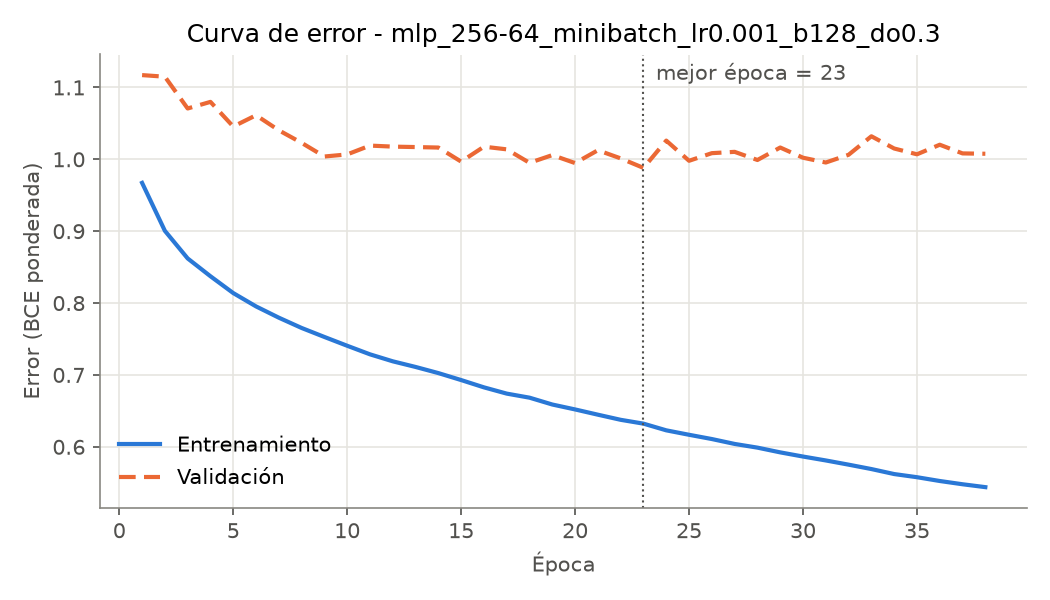 Curva de error - mlp_256-64_minibatch_lr0.001_b128_do0.3
mejor época = 23
1.1
1.0
0.9
0.8
0.7
0.6
Error (BCE ponderada)
Entrenamiento
Validación
0 5 10 15 20 25 30 35
Época